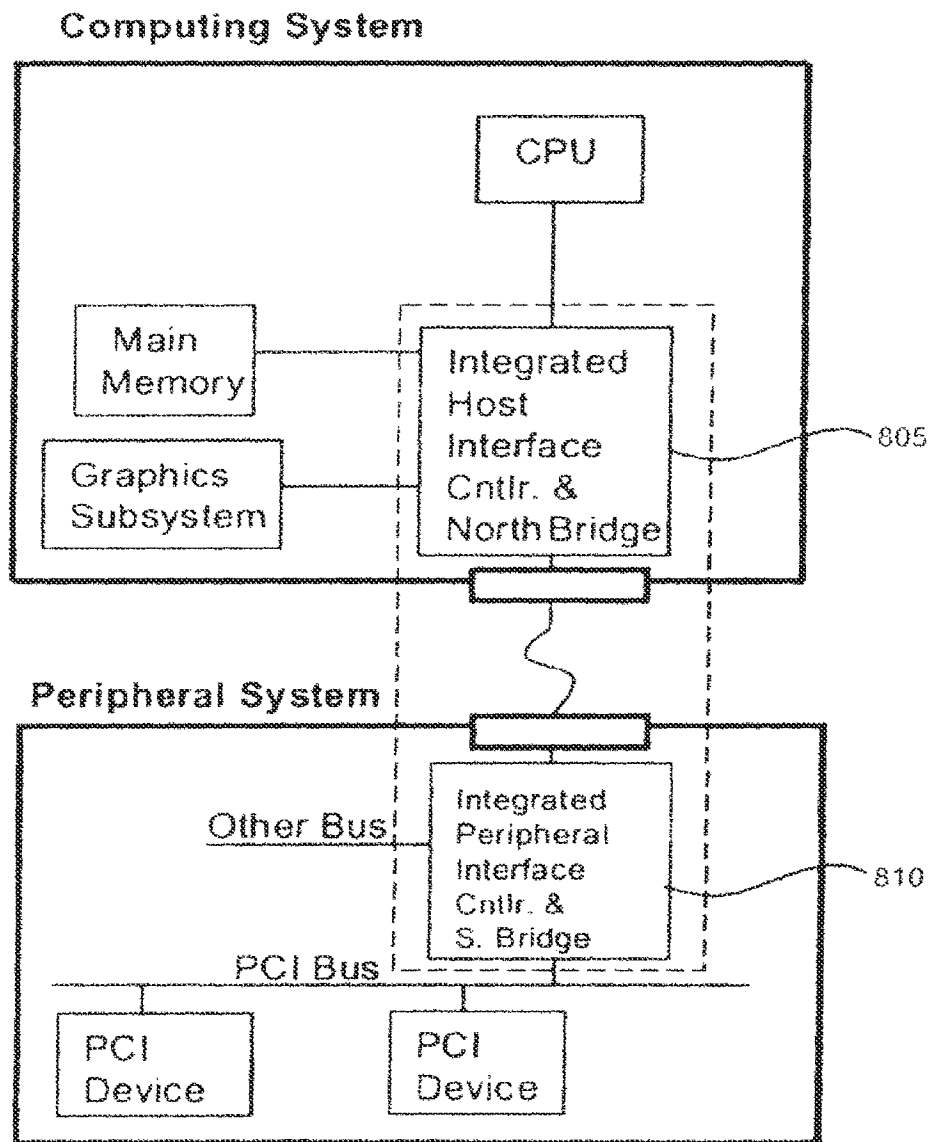 Computing System
CPU
Main
Memory
Graphics
Subsystem
Integrated
Host
Interface
Cntlr. &
North Bridge
805
Peripheral System
Other Bus
Integrated
Peripheral
Interface
Cntlr. &
S. Bridge
810
PCI Bus
PCI
Device
PCI
Device